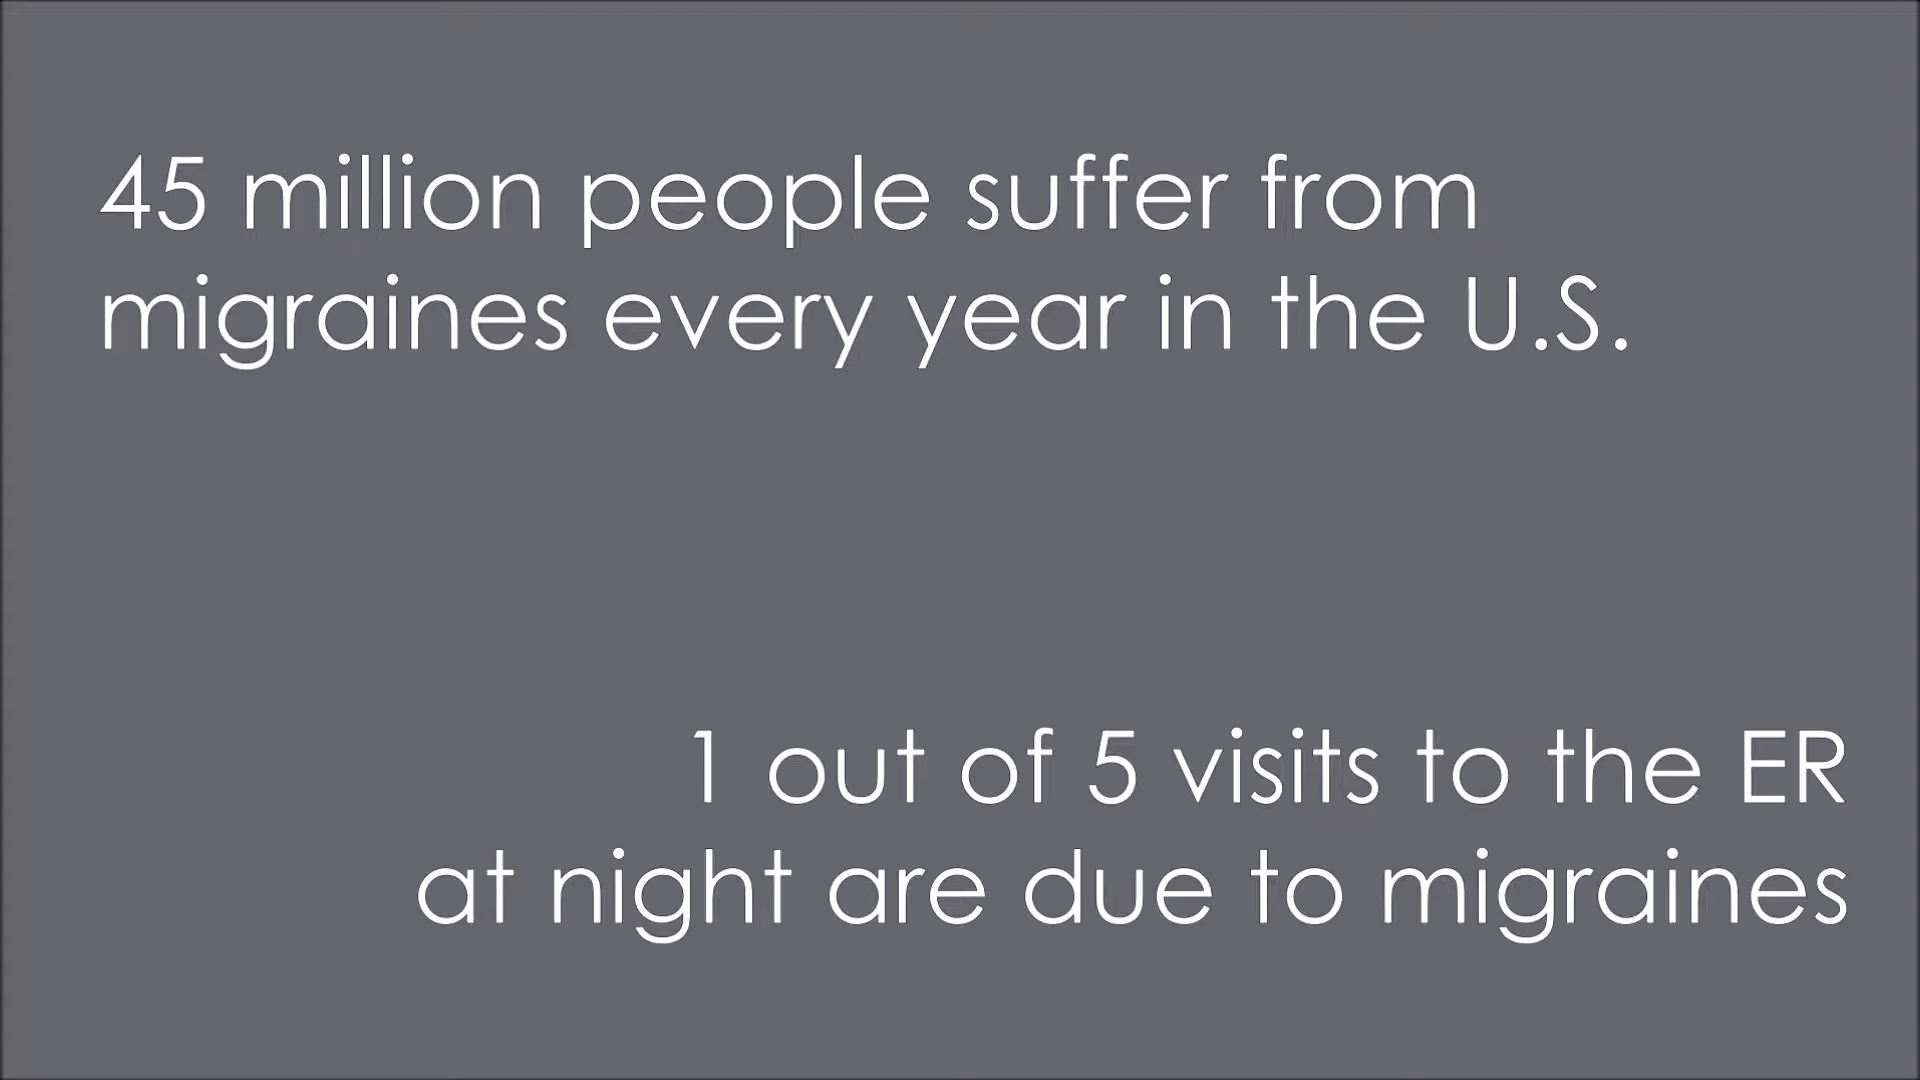 45 million people suffer from
migraines every year in the U.S.
1 out of 5 visits to the ER
at night are due to migraines